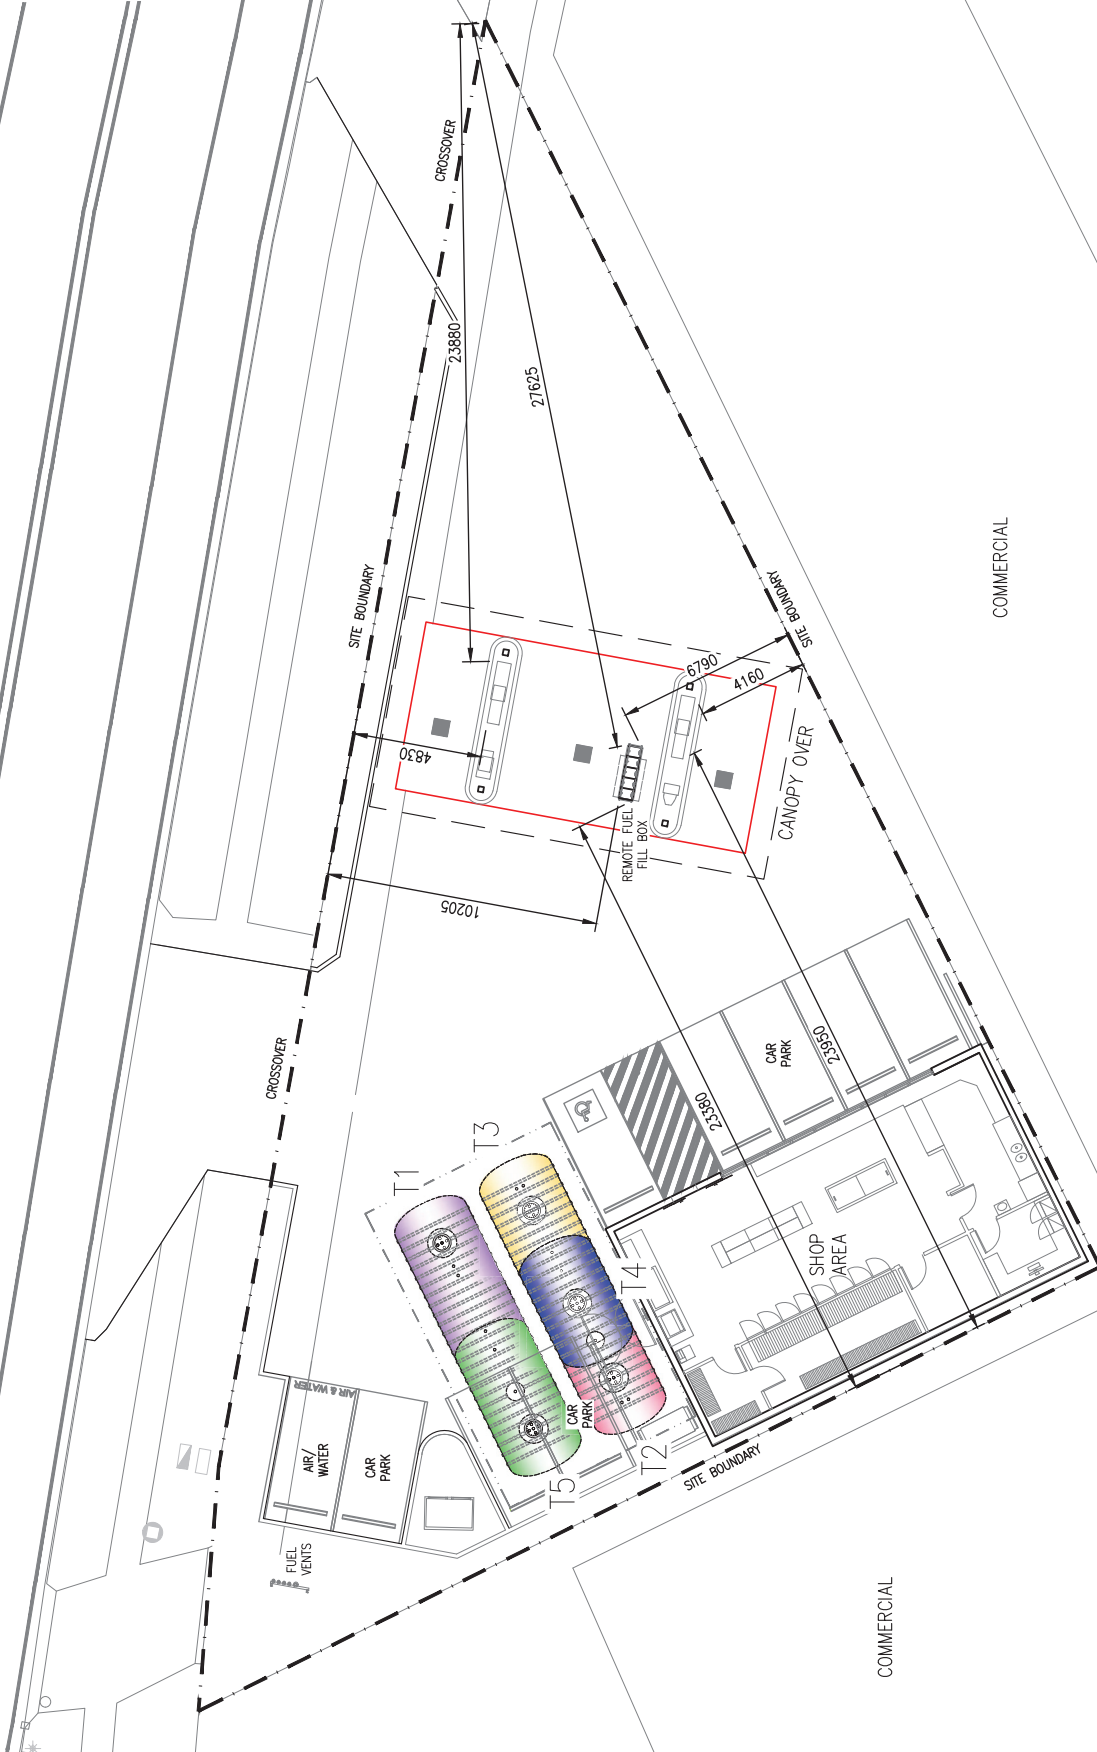 CROSSOVER
23880
27625
SITE BOUNDARY
SITE BOUNDARY
SITE BOUNDARY
COMMERCIAL
6790
4160
4830
CANOPY OVER
REMOTE FUEL
FILL BOX
10205
CROSSOVER
CAR
PARK
23950
23380
T3
T1
T4
SHOP
AREA
AIR & WATER
AIR/
WATER
CAR
PARK
CAR
PARK
T2
T5
SITE BOUNDARY
FUEL
VENTS
COMMERCIAL